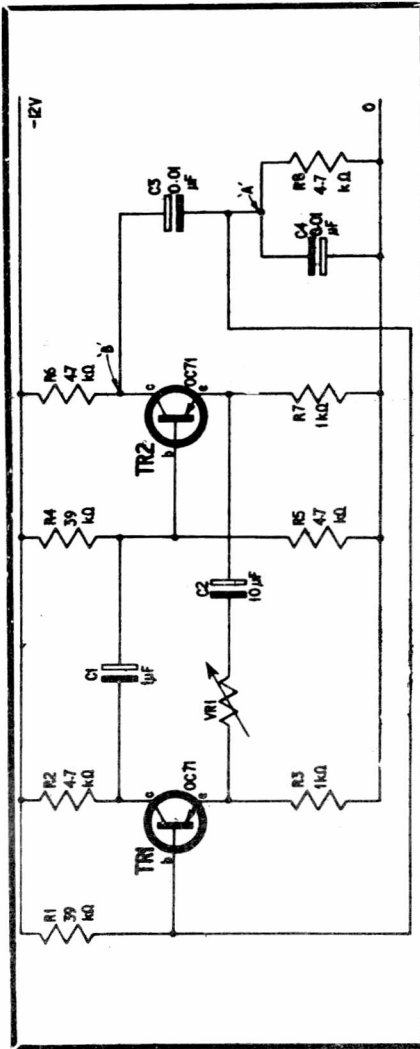 -12V
R1
39
kΩ
R2
4.7
kΩ
R4
39
kΩ
R6
47
kΩ
'B'
C1
1µF
C3
0.01
µF
TR1
b
c
e
OC71
TR2
b
c
e
OC71
'A'
VR1
C2
10µF
R3
1kΩ
R5
4.7
kΩ
R7
1kΩ
C4
0.01
µF
R8
4.7
kΩ
0